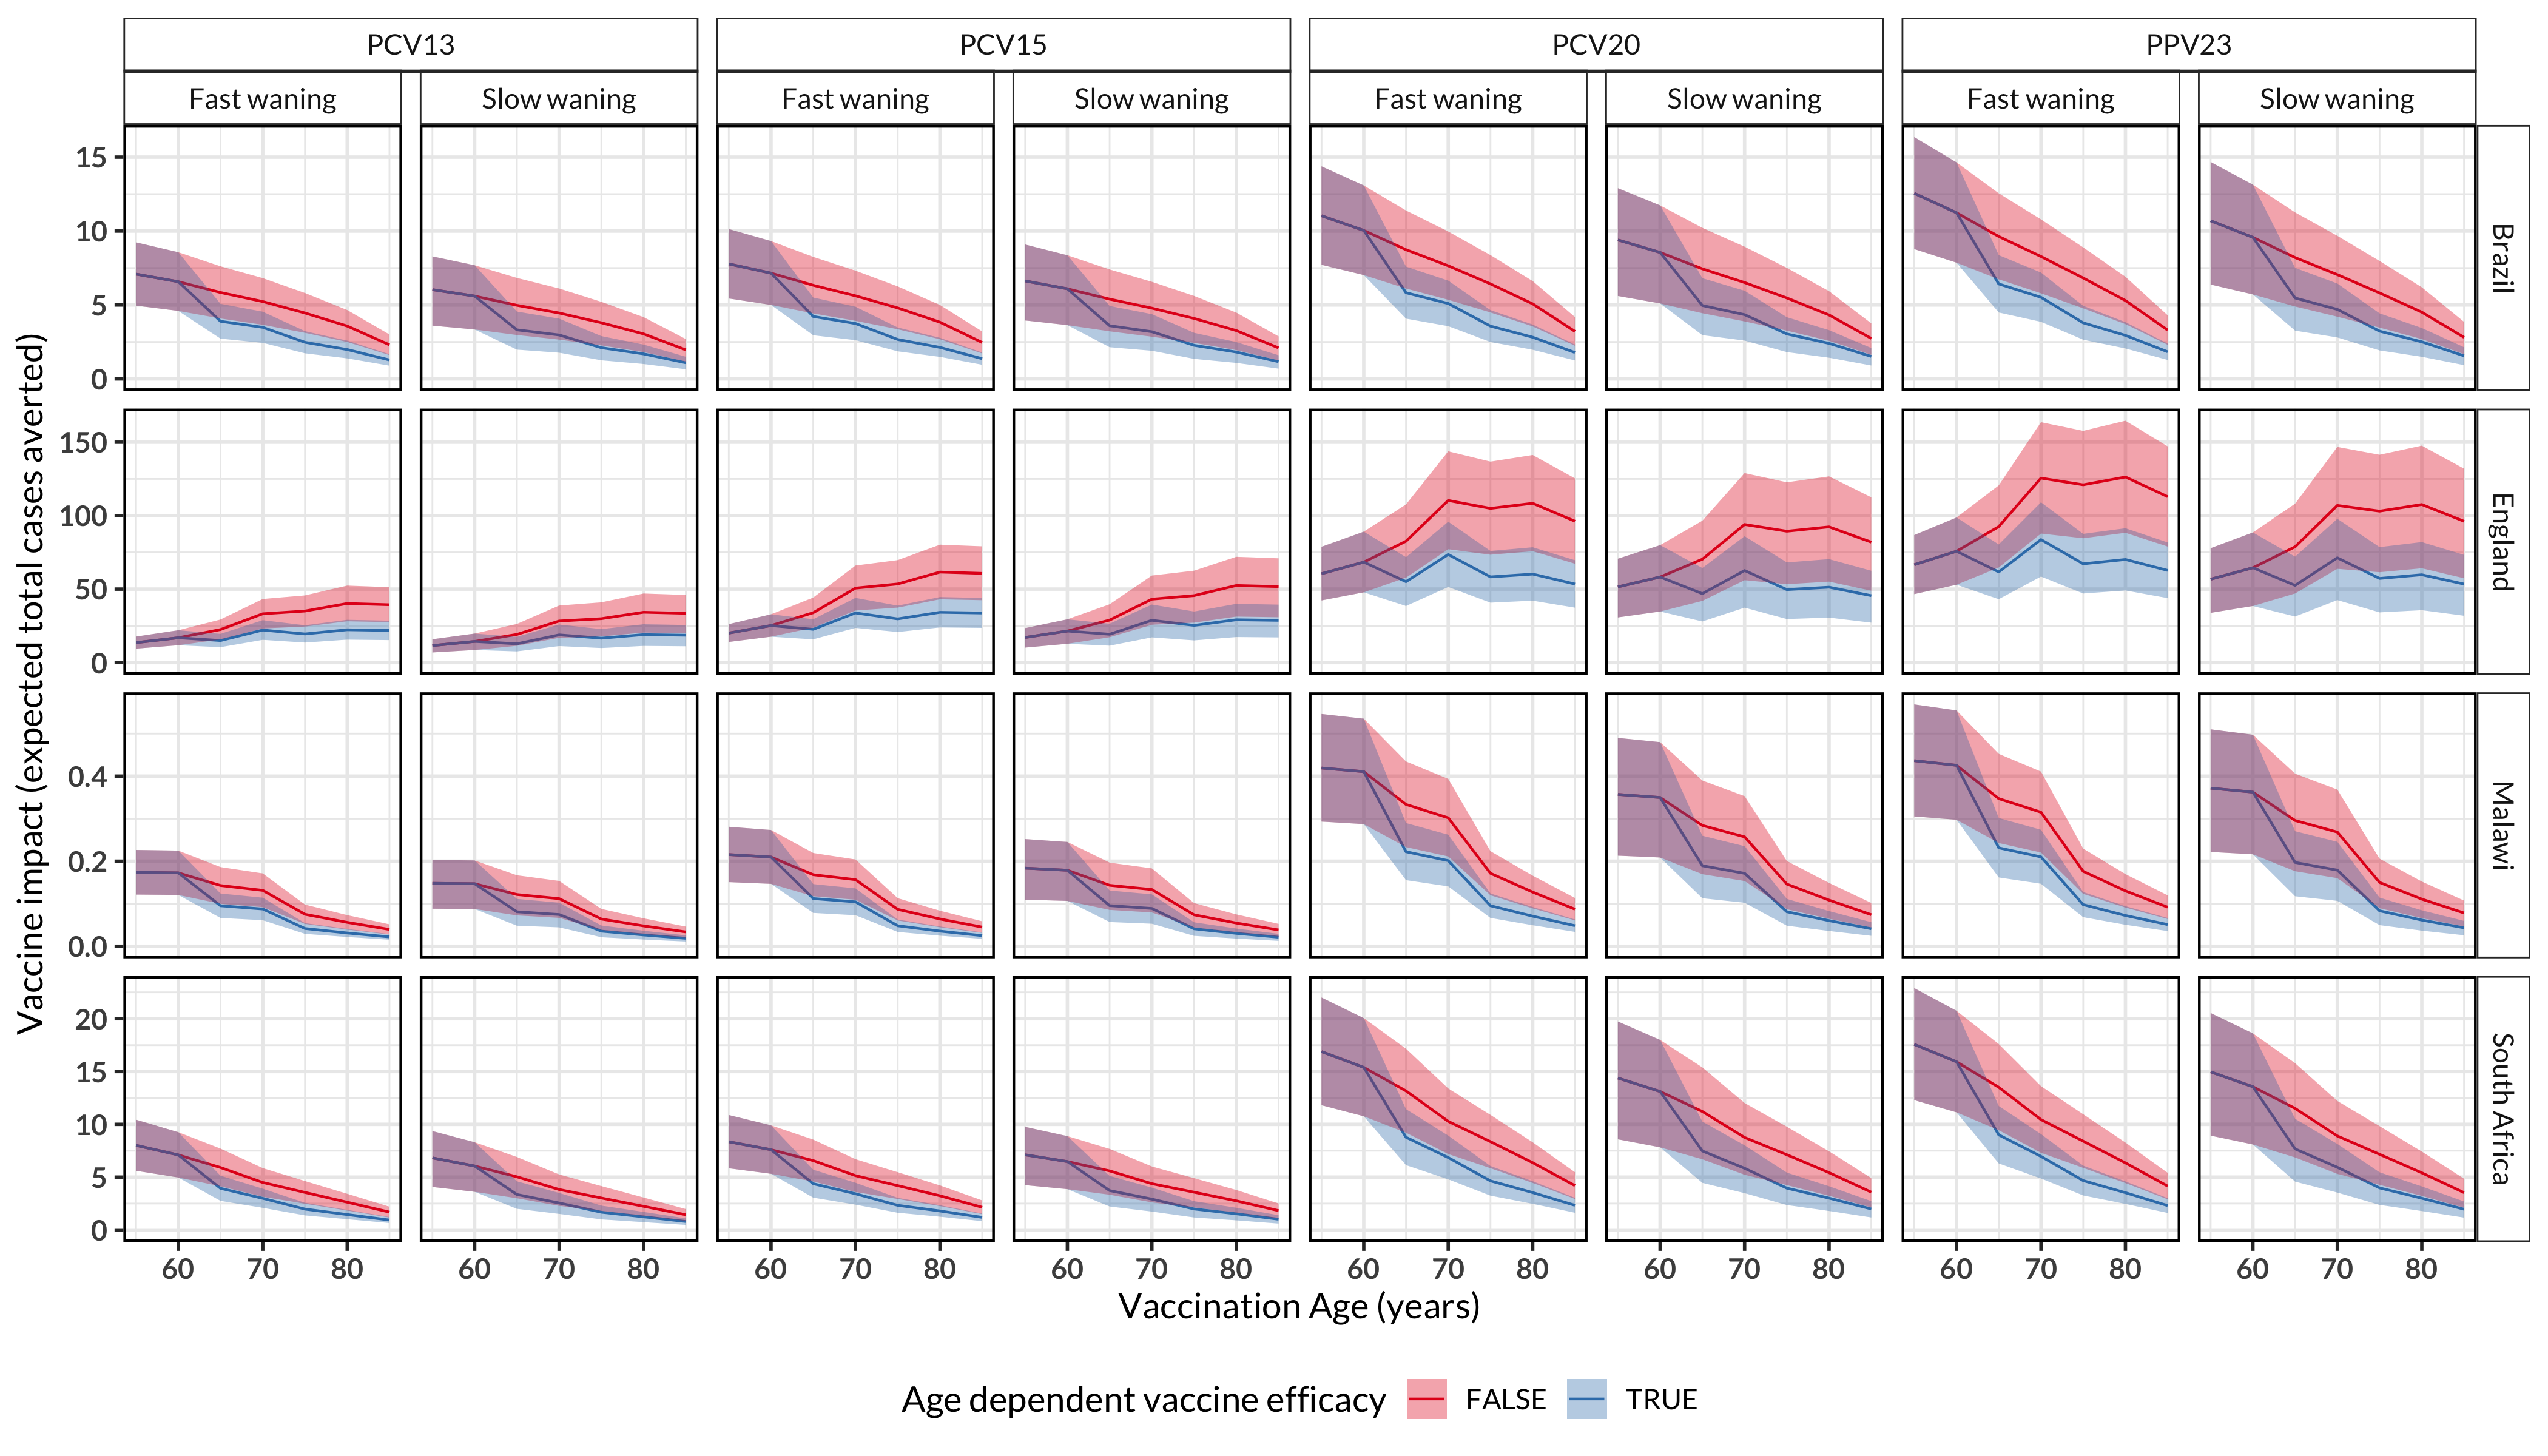 PCV13 PCV15 PCV20 PPV23
Fast waning Slow waning Fast waning Slow waning Fast waning Slow waning Fast waning Slow waning
Vaccine impact (expected total cases averted)
15
10
5
0
Brazil
150
100
50
0
England
0.4
0.2
0.0
Malawi
20
15
10
5
0
South Africa
60 70 80 60 70 80 60 70 80 60 70 80 60 70 80 60 70 80 60 70 80 60 70 80
Vaccination Age (years)
Age dependent vaccine efficacy FALSE TRUE